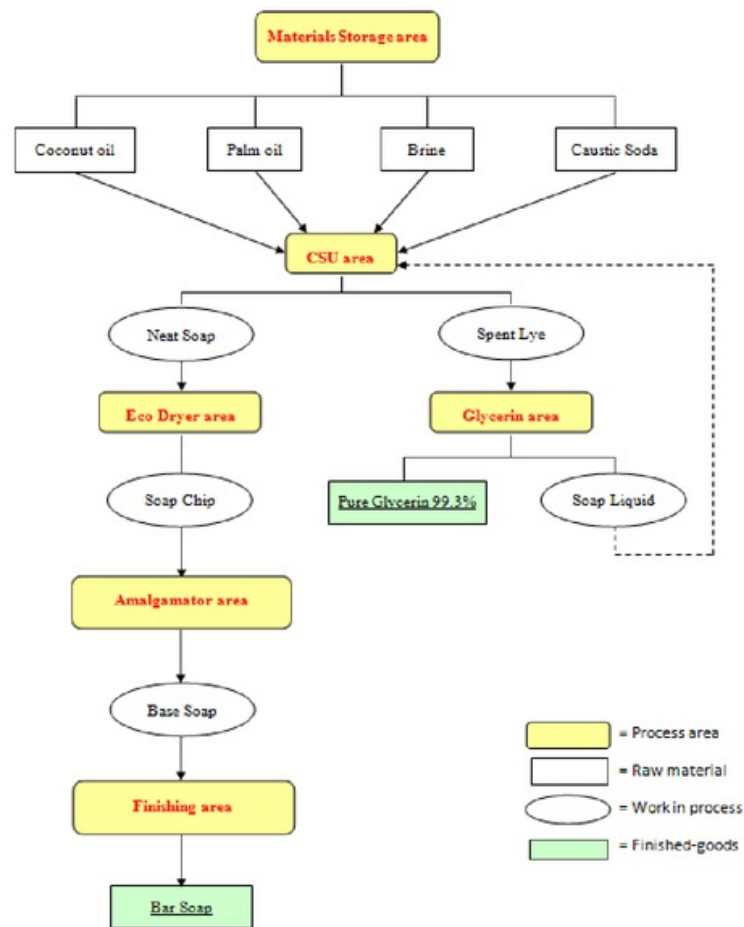 Materials Storage area
Coconut oil
Palm oil
Brine
Caustic Soda
CSU area
Neat Soap
Spent Lye
Eco Dryer area
Glycerin area
Soap Chip
Pure Glycerin 99.3%
Soap Liquid
Amalgamator area
Base Soap
= Process area
= Raw material
Finishing area
= Work in process
= Finished-goods
Bar Soap